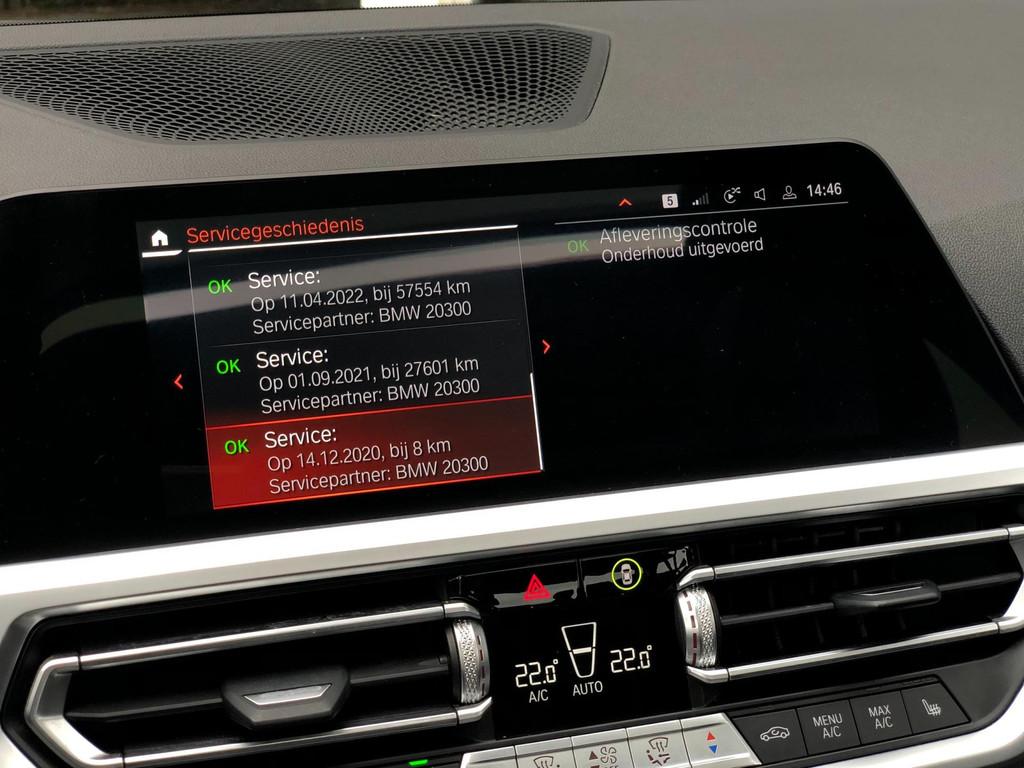 5
14:46
Servicegeschiedenis
OK Service:
Op 11.04.2022, bij 57554 km
Servicepartner: BMW 20300
OK Service:
Op 01.09.2021, bij 27601 km
Servicepartner: BMW 20300
OK Service:
Op 14.12.2020, bij 8 km
Servicepartner: BMW 20300
OK Afleveringscontrole
Onderhoud uitgevoerd
22.0° 22.0°
A/C AUTO
MENU
A/C
MAX
A/C